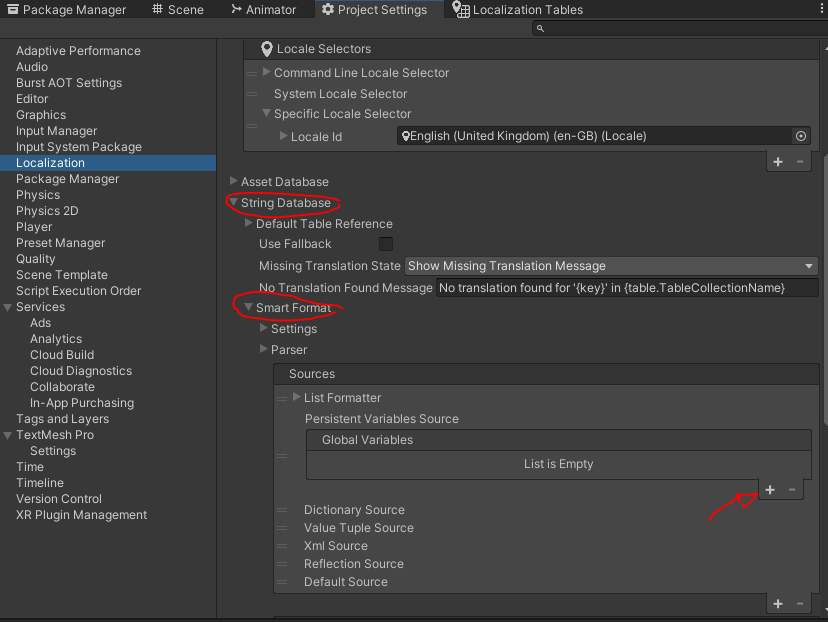 Package Manager
Scene
Animator
Project Settings
Localization Tables
Adaptive Performance
Audio
Burst AOT Settings
Editor
Graphics
Input Manager
Input System Package
Localization
Package Manager
Physics
Physics 2D
Player
Preset Manager
Quality
Scene Template
Script Execution Order
Services
Ads
Analytics
Cloud Build
Cloud Diagnostics
Collaborate
In-App Purchasing
Tags and Layers
TextMesh Pro
Settings
Time
Timeline
Version Control
XR Plugin Management
Locale Selectors
Command Line Locale Selector
System Locale Selector
Specific Locale Selector
Locale Id English (United Kingdom) (en-GB) (Locale)
Asset Database
String Database
Default Table Reference
Use Fallback
Missing Translation State Show Missing Translation Message
No Translation Found Message No translation found for '{key}' in {table.TableCollectionName}
Smart Format
Settings
Parser
Sources
List Formatter
Persistent Variables Source
Global Variables
List is Empty
Dictionary Source
Value Tuple Source
Xml Source
Reflection Source
Default Source